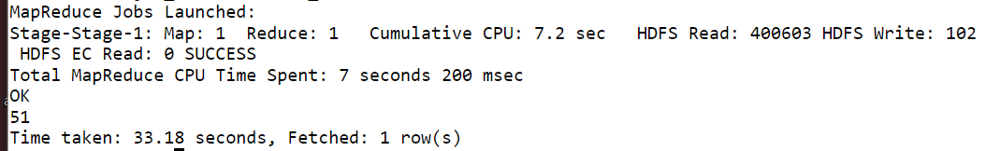 MapReduce Jobs Launched:
Stage-Stage-1: Map: 1  Reduce: 1   Cumulative CPU: 7.2 sec   HDFS Read: 400603 HDFS Write: 102
 HDFS EC Read: 0 SUCCESS
Total MapReduce CPU Time Spent: 7 seconds 200 msec
OK
51
Time taken: 33.18 seconds, Fetched: 1 row(s)